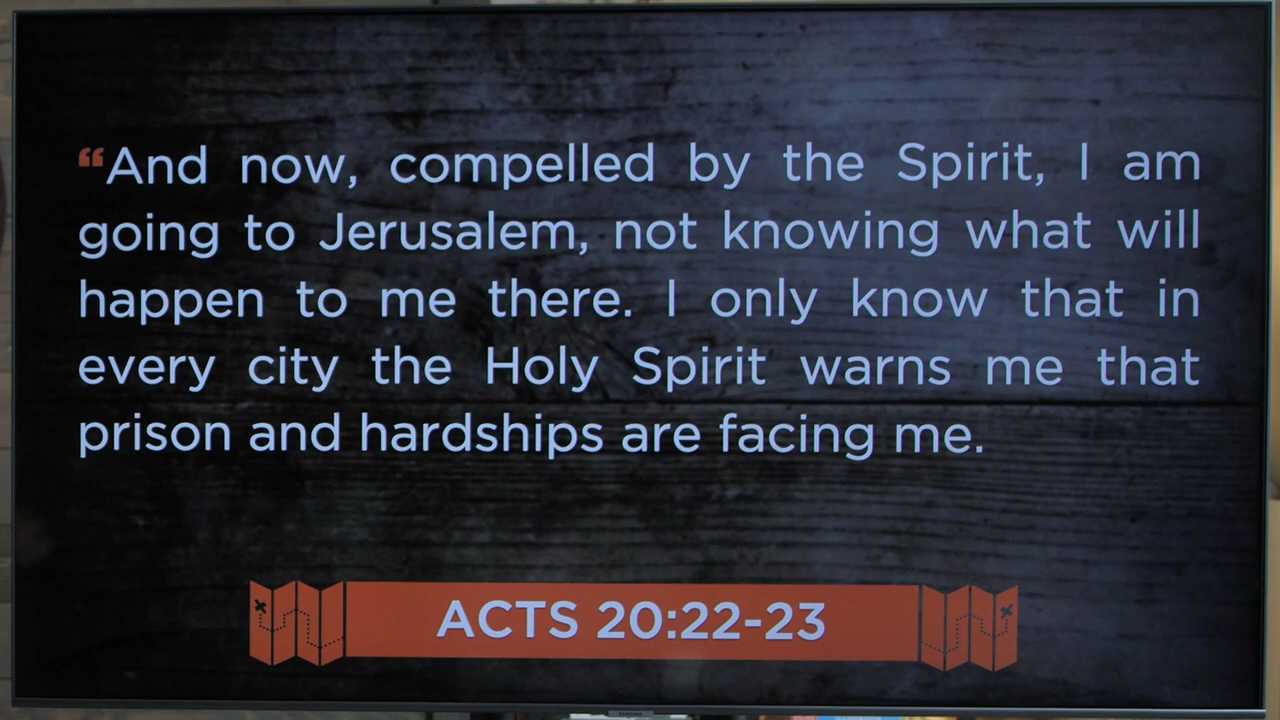 “And now, compelled by the Spirit, I am
going to Jerusalem, not knowing what will
happen to me there. I only know that in
every city the Holy Spirit warns me that
prison and hardships are facing me.
ACTS 20:22-23